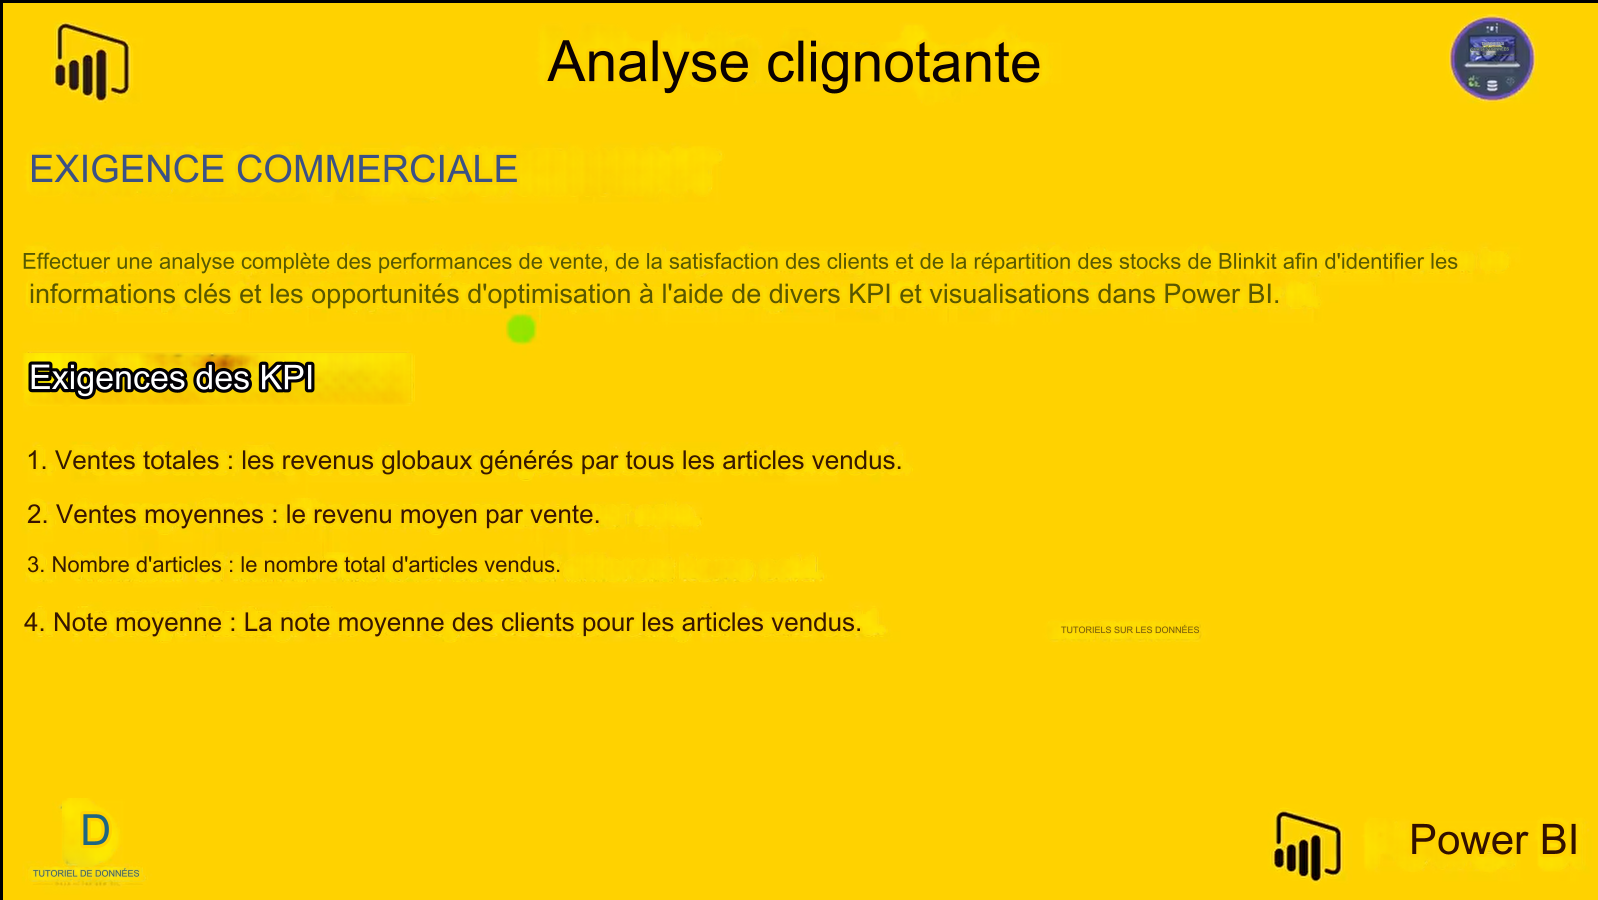 Analyse clignotante
EXIGENCE COMMERCIALE
Effectuer une analyse complète des performances de vente, de la satisfaction des clients et de la répartition des stocks de Blinkit afin d'identifier les
informations clés et les opportunités d'optimisation à l'aide de divers KPI et visualisations dans Power BI.
Exigences des KPI
1. Ventes totales : les revenus globaux générés par tous les articles vendus.
2. Ventes moyennes : le revenu moyen par vente.
3. Nombre d'articles : le nombre total d'articles vendus.
4. Note moyenne : La note moyenne des clients pour les articles vendus.
TUTORIELS SUR LES DONNÉES
D
TUTORIEL DE DONNÉES
Power BI